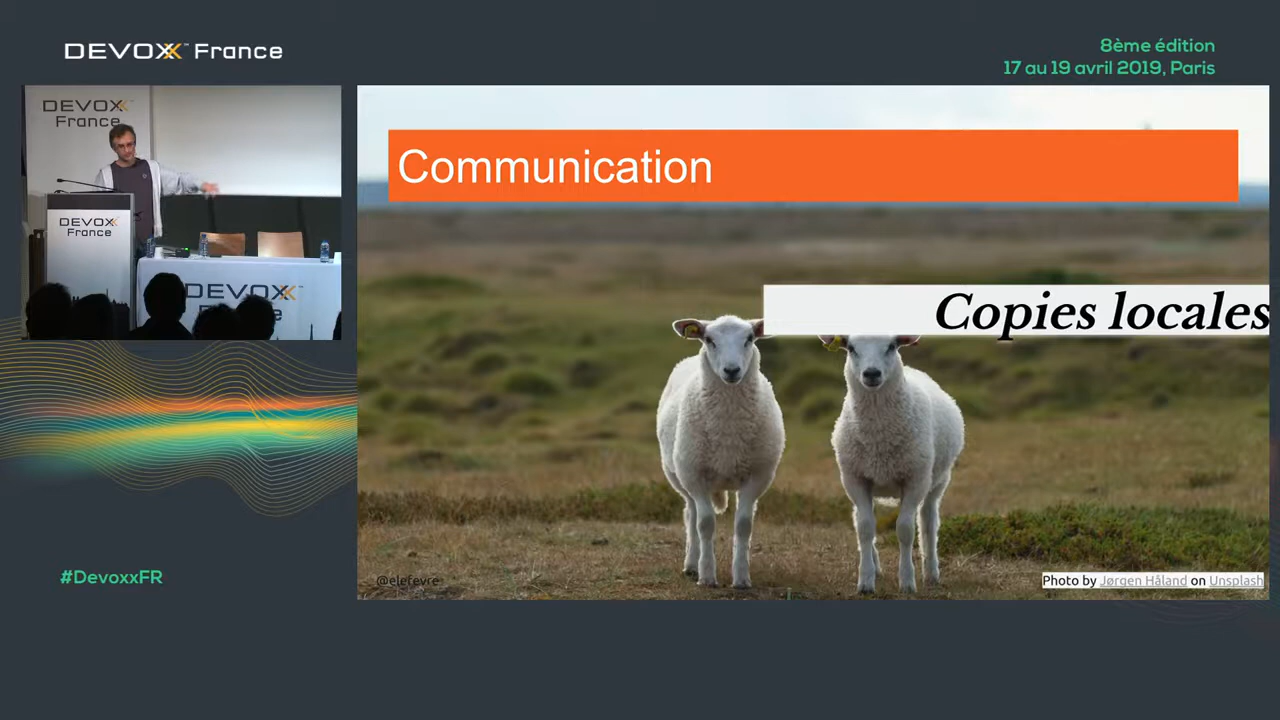 DEVOXX™ France
8ème édition
17 au 19 avril 2019, Paris
DEVOXX
France
DEVOXX
France
DEVOXX
#DevoxxFR
Communication
Copies locales
@elefevre
Photo by Jørgen Håland on Unsplash